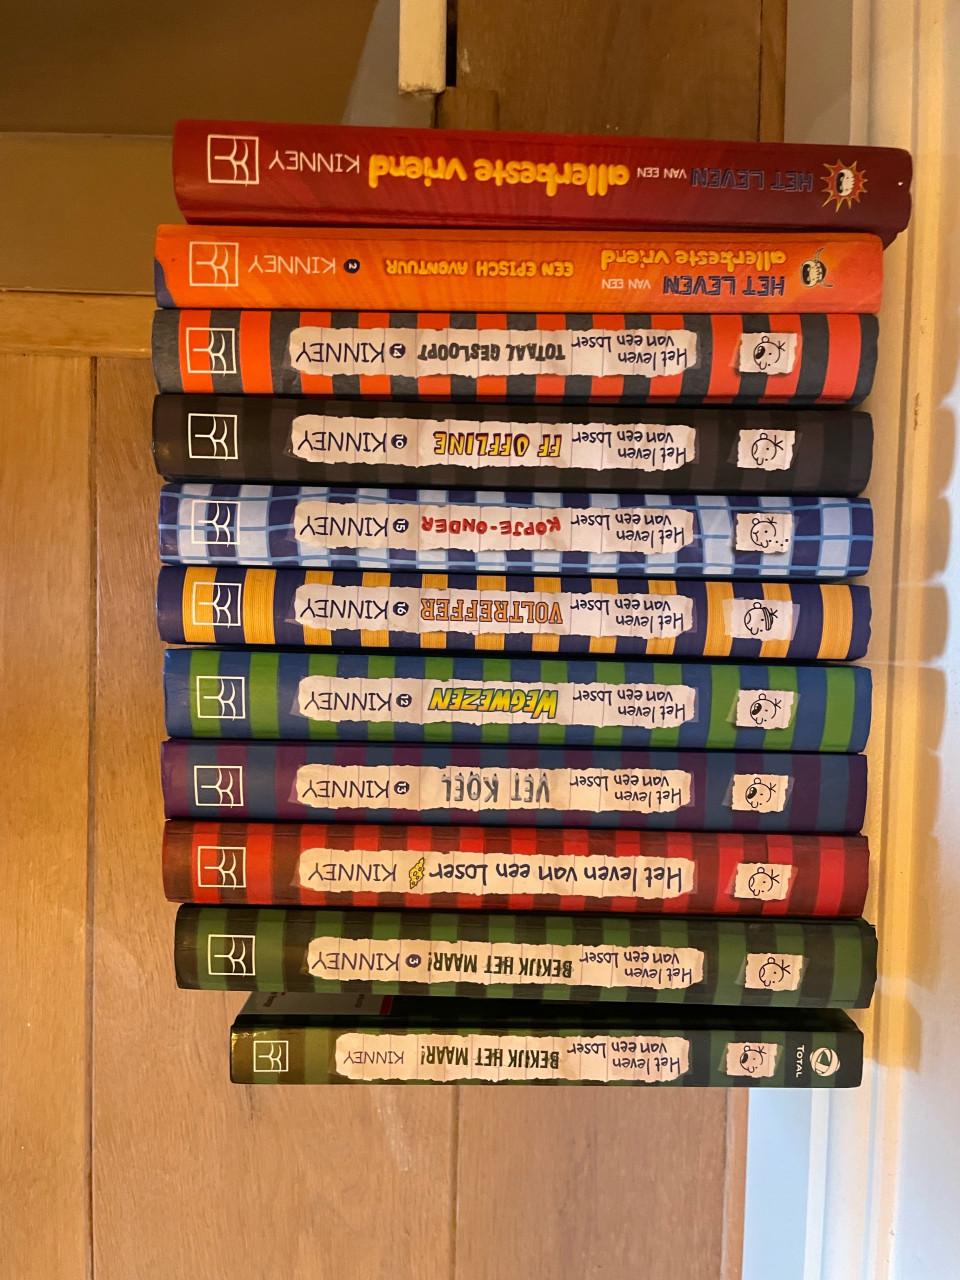 TOTAL
Het leven
van een Loser
BEKIJK HET MAAR!
KINNEY
Het leven
van een Loser
BEKIJK HET MAAR!
3 KINNEY
Het leven van een Loser
KINNEY
Het leven
van een Loser
VET KOEL
13 KINNEY
Het leven
van een Loser
WEGWEZEN
12 KINNEY
Het leven
van een Loser
VOLTREFFER
16 KINNEY
Het leven
van een Loser
KOPJE-ONDER
15 KINNEY
Het leven
van een Loser
FF OFFLINE
10 KINNEY
Het leven
van een Loser
TOTAAL GESLOOPT
14 KINNEY
HET LEVEN VAN EEN
allerbeste vriend
EEN EPISCH AVONTUUR
2 KINNEY
HET LEVEN VAN EEN allerbeste vriend KINNEY